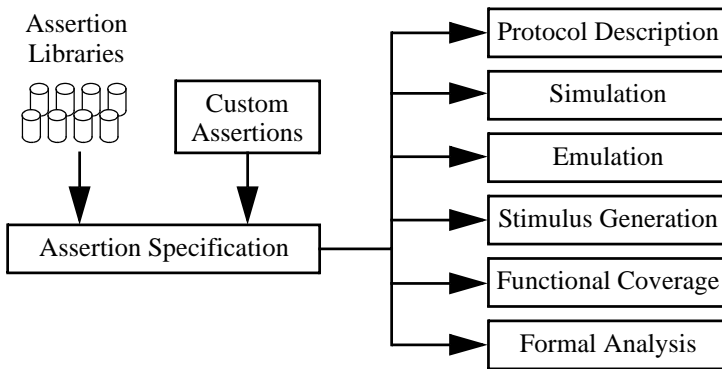 Assertion
Libraries
Custom
Assertions
Assertion Specification
Protocol Description
Simulation
Emulation
Stimulus Generation
Functional Coverage
Formal Analysis